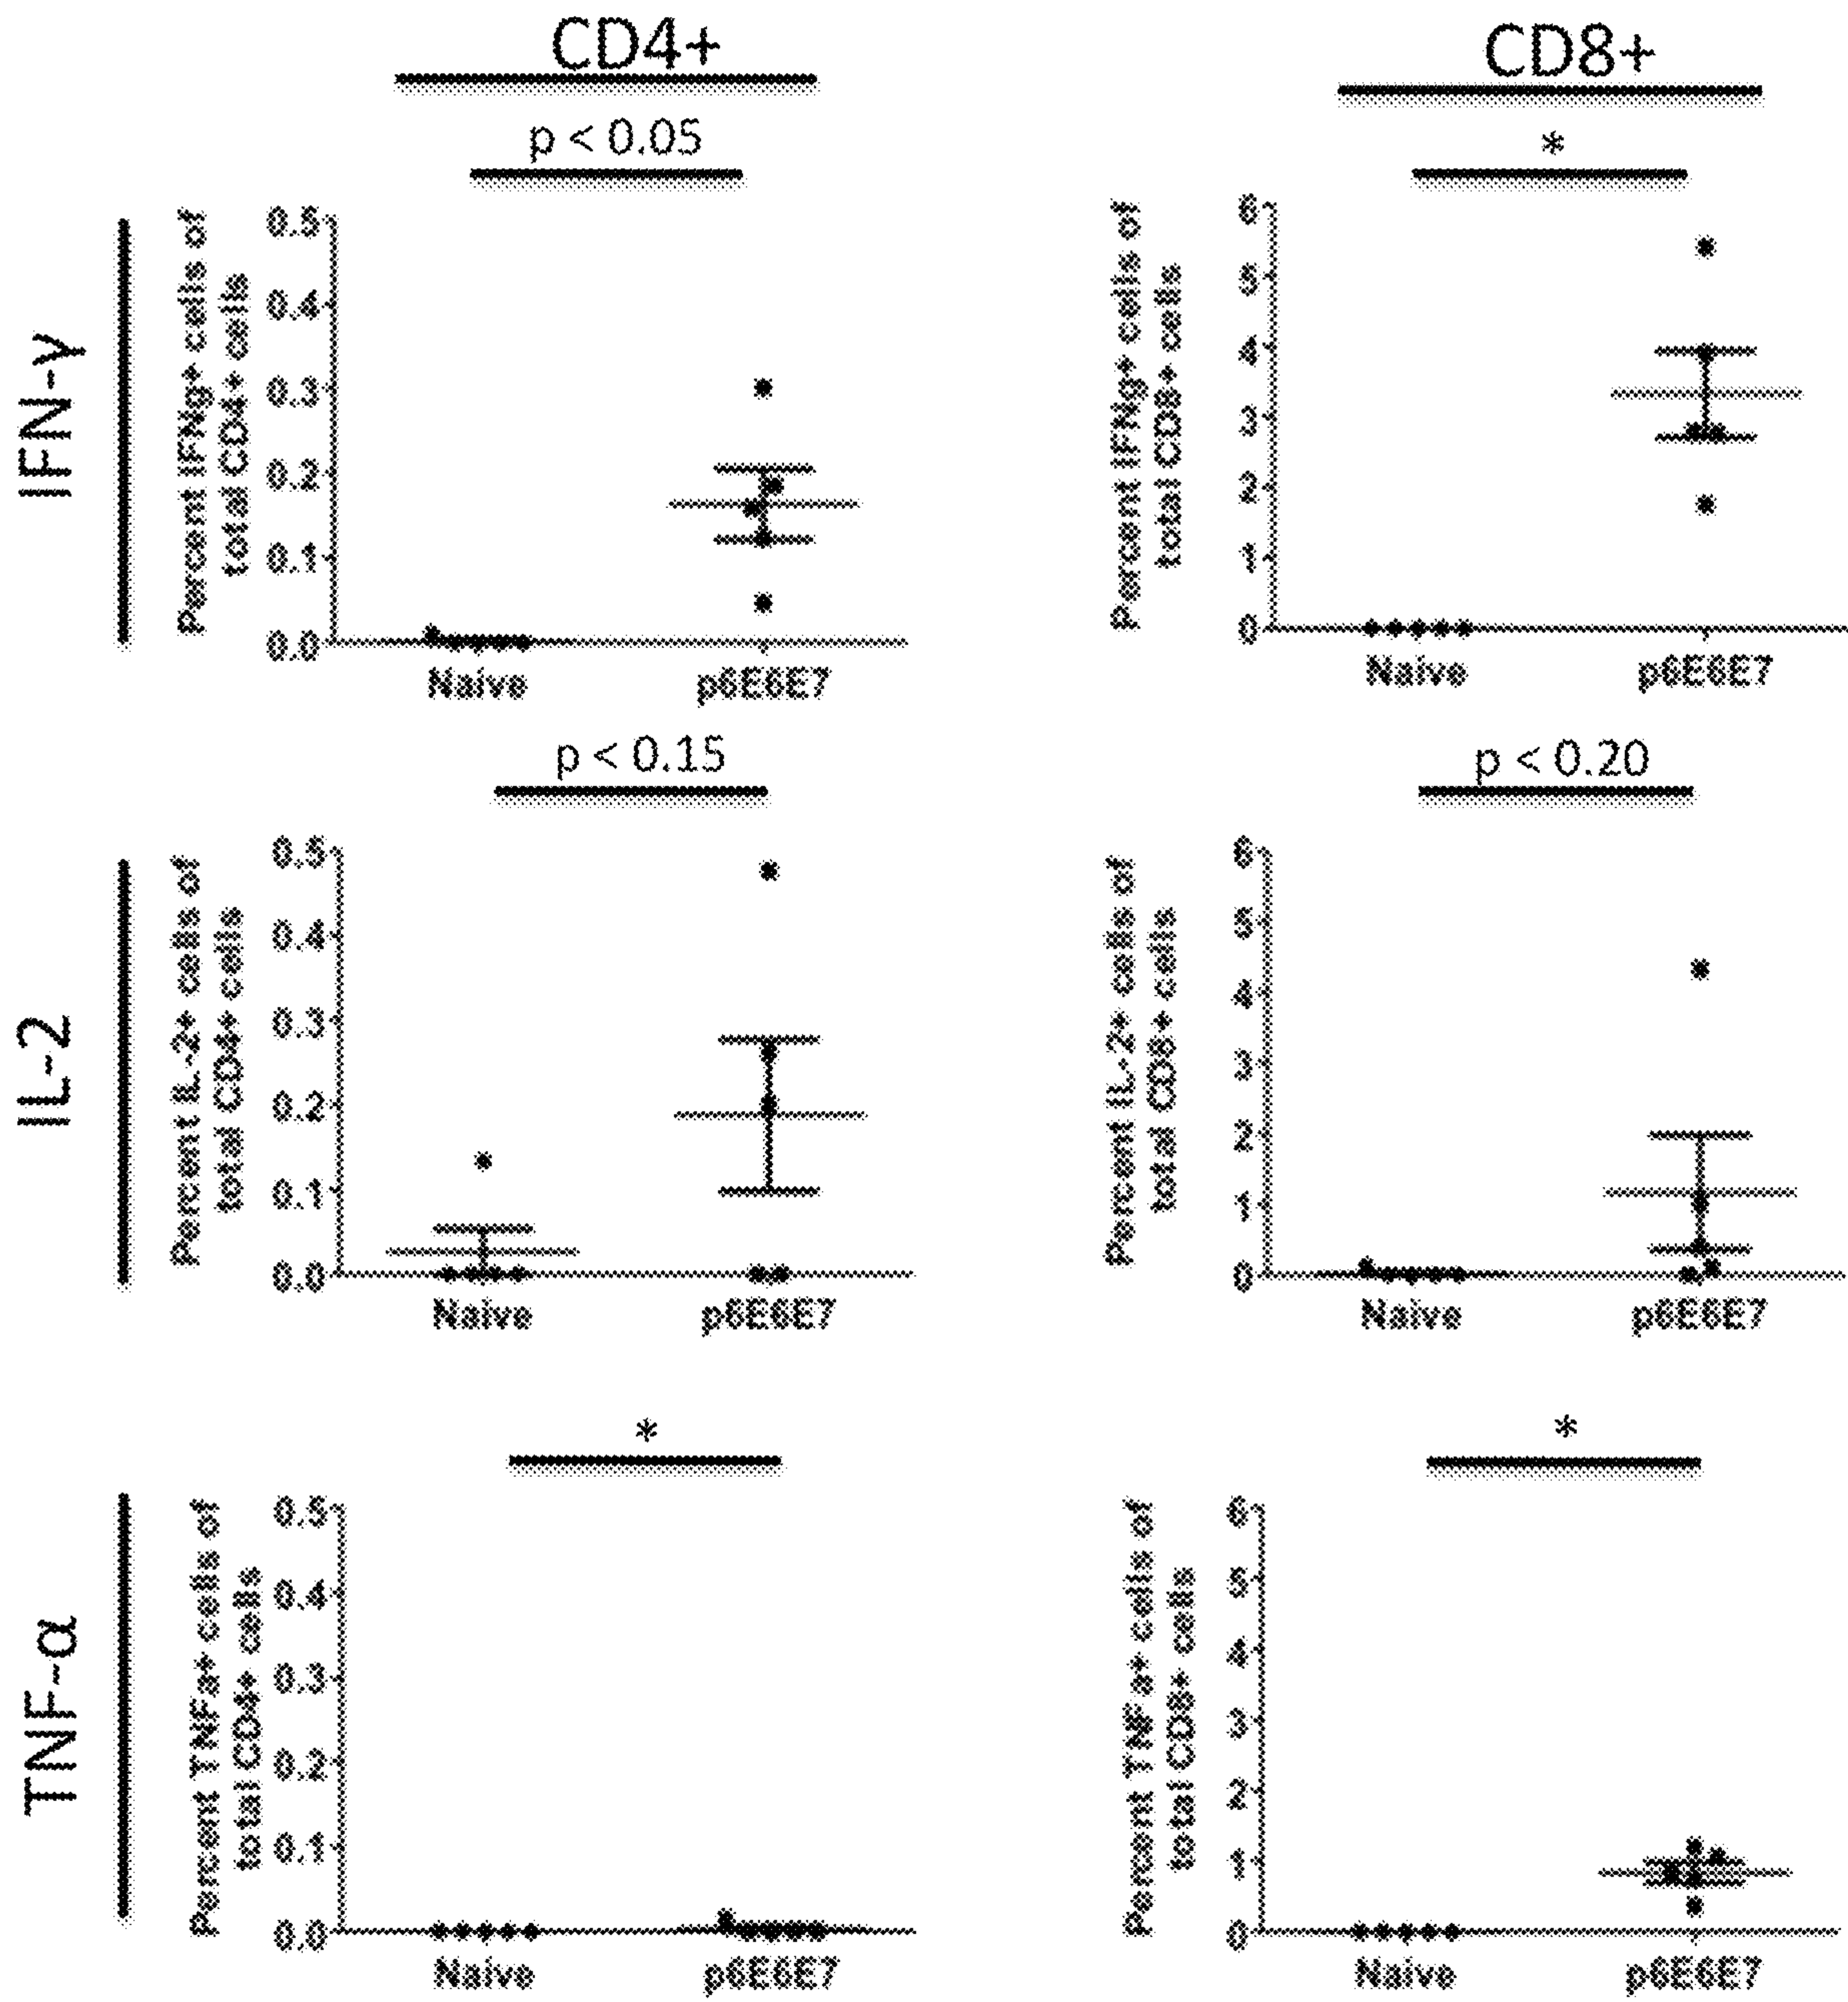 CD4+
CD8+
IFN-γ
p < 0.05
Percent IFNg+ cells of
total CD4+ cells
0.5
0.4
0.3
0.2
0.1
0.0
Naive
p6E6E7
*
Percent IFNg+ cells of
total CD8+ cells
6
5
4
3
2
1
0
Naive
p6E6E7
IL-2
p < 0.15
Percent IL-2+ cells of
total CD4+ cells
0.5
0.4
0.3
0.2
0.1
0.0
Naive
p6E6E7
p < 0.20
Percent IL-2+ cells of
total CD8+ cells
6
5
4
3
2
1
0
Naive
p6E6E7
TNF-α
*
Percent TNFa+ cells of
total CD4+ cells
0.5
0.4
0.3
0.2
0.1
0.0
Naive
p6E6E7
*
Percent TNFa+ cells of
total CD8+ cells
6
5
4
3
2
1
0
Naive
p6E6E7